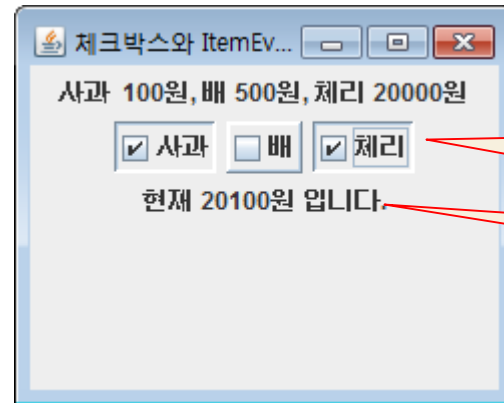 체크박스와 ItemEv...
사과 100원, 배 500원, 체리 20000원
사과 배 체리
현재 20100원 입니다.